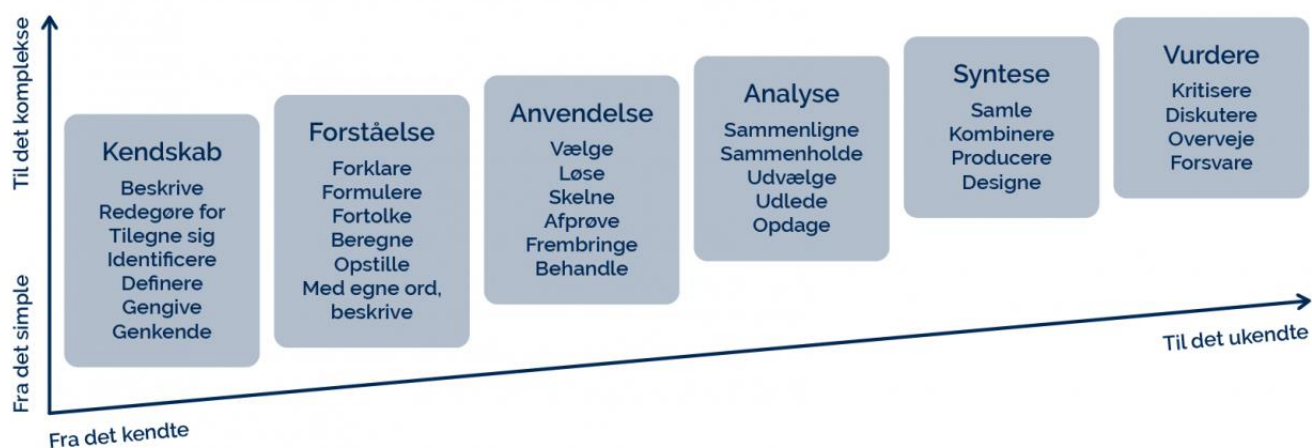 Til det komplekse
Fra det simple
Kendskab
Beskrive
Redegøre for
Tilegne sig
Identificere
Definere
Gengive
Genkende
Forståelse
Forklare
Formulere
Fortolke
Beregne
Opstille
Med egne ord,
beskrive
Anvendelse
Vælge
Løse
Skelne
Afprøve
Frembringe
Behandle
Analyse
Sammenligne
Sammenholde
Udvælge
Udlede
Opdage
Syntese
Samle
Kombinere
Producere
Designe
Vurdere
Kritisere
Diskutere
Overveje
Forsvare
Fra det kendte
Til det ukendte